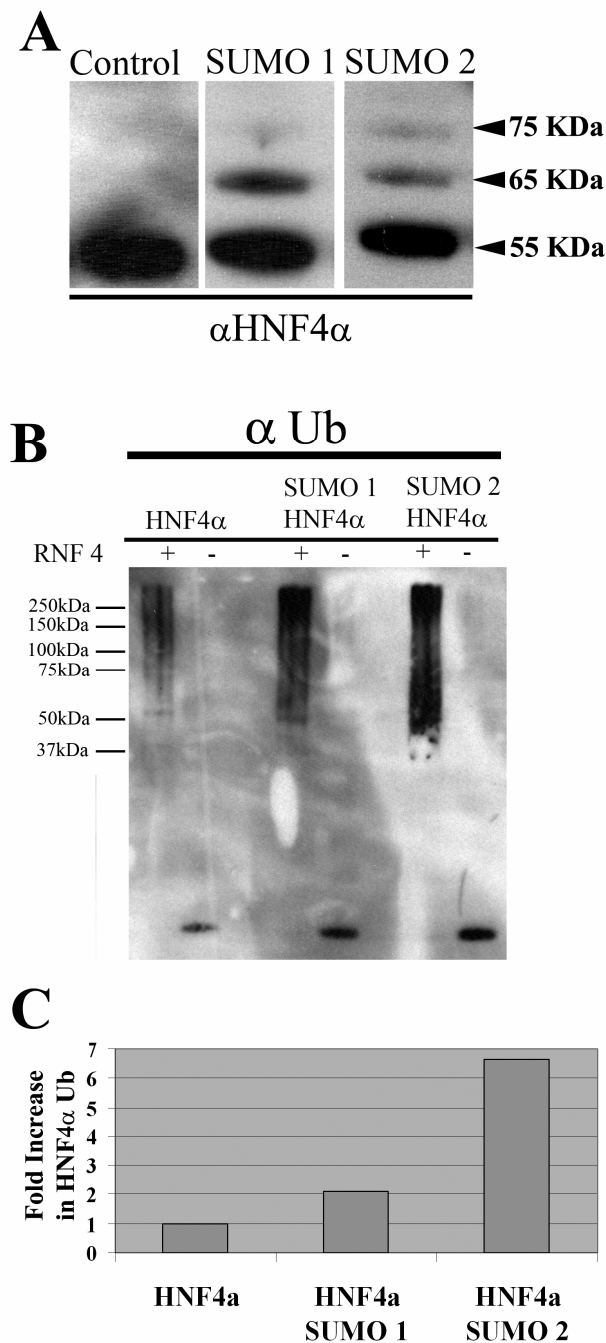 A
Control SUMO 1 SUMO 2
75 KDa
65 KDa
55 KDa
αHNF4α
B
α Ub
HNF4α
SUMO 1
HNF4α
SUMO 2
HNF4α
RNF 4 + - + - + -
250kDa
150kDa
100kDa
75kDa
50kDa
37kDa
C
Fold Increase
in HNF4α Ub
7
6
5
4
3
2
1
0
HNF4a
HNF4a
SUMO 1
HNF4a
SUMO 2